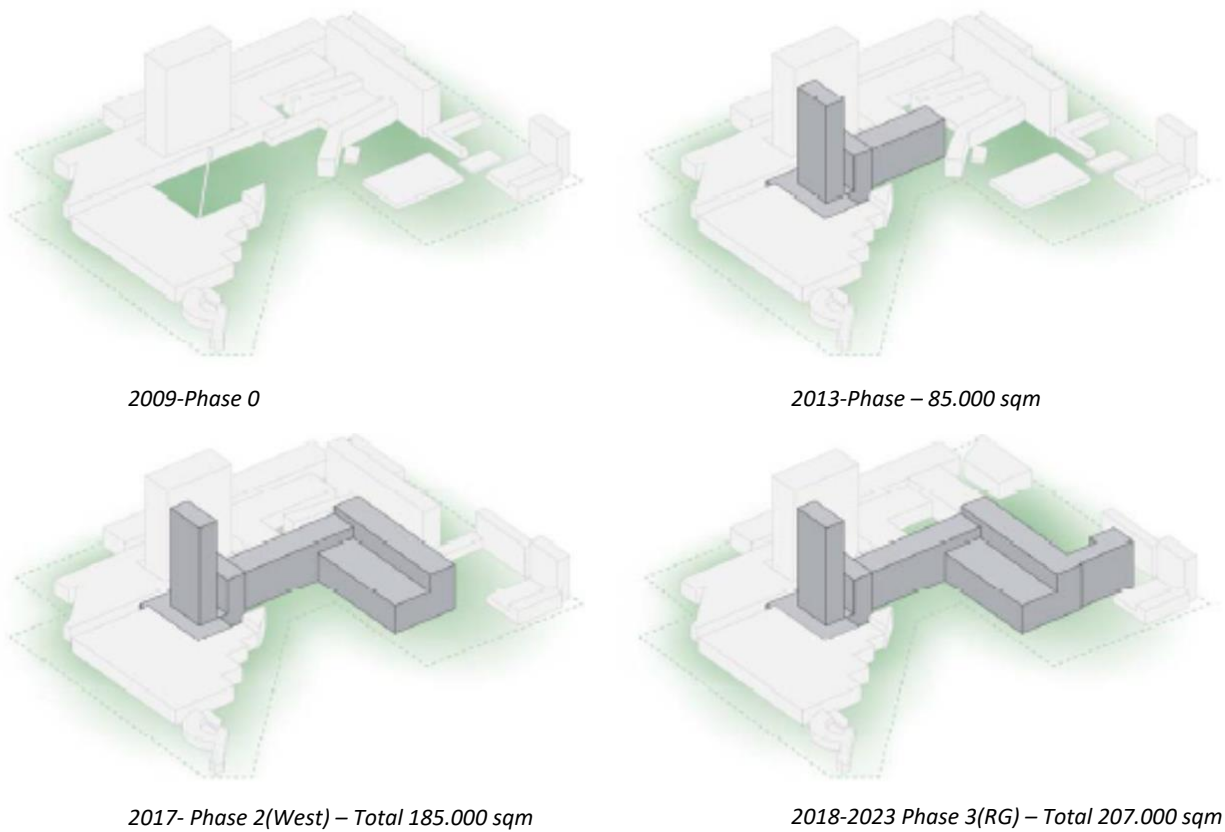 2009-Phase 0
2013-Phase – 85.000 sqm
2017- Phase 2(West) – Total 185.000 sqm
2018-2023 Phase 3(RG) – Total 207.000 sqm